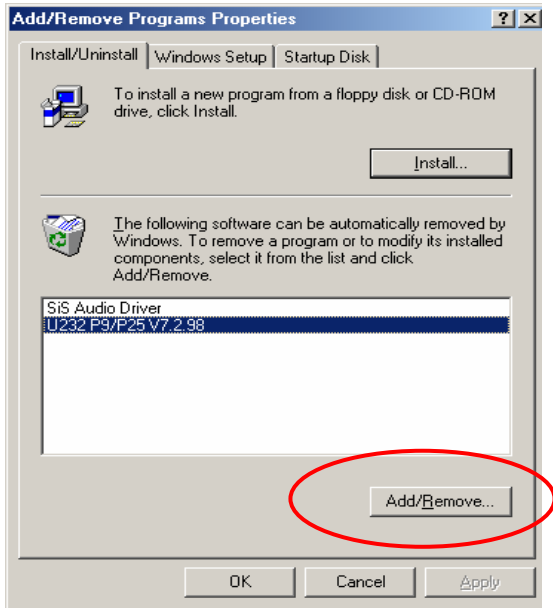 Add/Remove Programs Properties
Install/Uninstall Windows Setup Startup Disk
To install a new program from a floppy disk or CD-ROM
drive, click Install.
Install...
The following software can be automatically removed by
Windows. To remove a program or to modify its installed
components, select it from the list and click
Add/Remove.
SiS Audio Driver
U232 P9/P25 V7.2.98
Add/Remove...
OK Cancel Apply